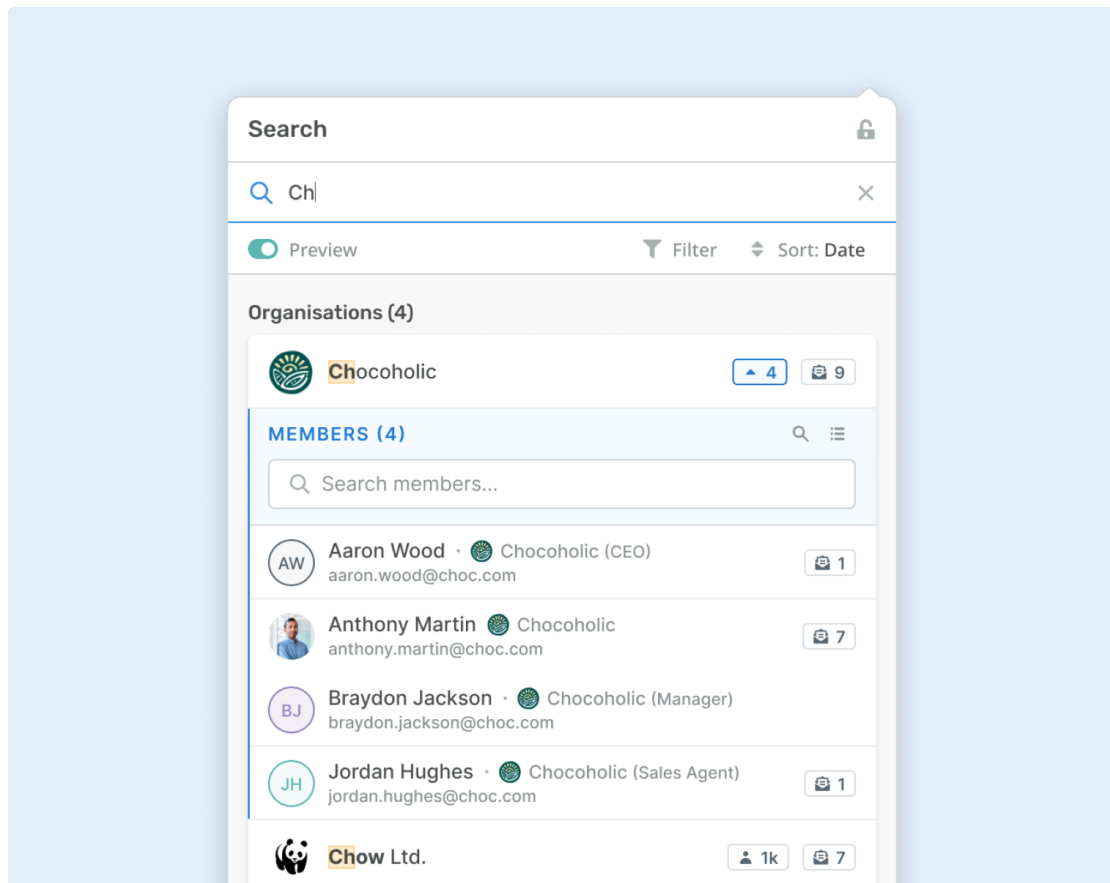 Search
Ch
Preview Filter Sort: Date
Organisations (4)
Chocoholic 4 9
MEMBERS (4)
Search members...
AW Aaron Wood · Chocoholic (CEO) 1
aaron.wood@choc.com
Anthony Martin Chocoholic 7
anthony.martin@choc.com
BJ Braydon Jackson · Chocoholic (Manager)
braydon.jackson@choc.com
JH Jordan Hughes · Chocoholic (Sales Agent) 1
jordan.hughes@choc.com
Chow Ltd. 1k 7